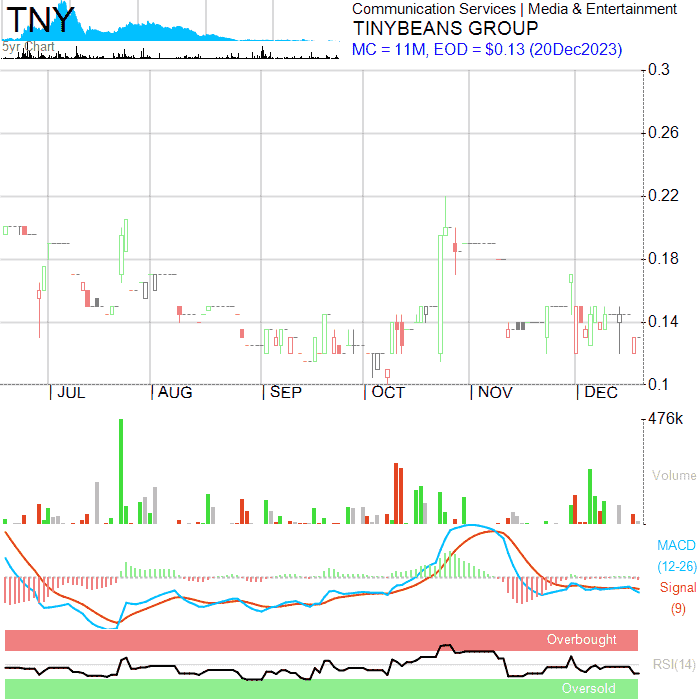 TNY
5yr Chart
Communication Services | Media & Entertainment
TINYBEANS GROUP
MC = 11M, EOD = $0.13 (20Dec2023)
0.3
0.26
0.22
0.18
0.14
0.1
JUL AUG SEP OCT NOV DEC
476k
Volume
MACD
(12-26)
Signal
(9)
Overbought
RSI(14)
Oversold